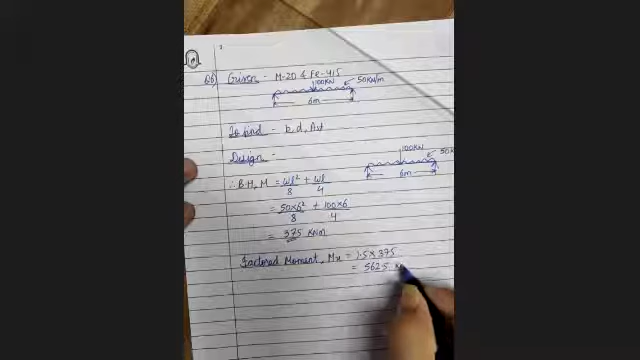 Q6) Given - M-20 & Fe-415
100KN
50KN/m
6m
To find - b, d, Ast
Design -
100KN
50K
6m
∴ B.M, M = wl²/8 + wl/4
= 50×6²/8 + 100×6/4
= 375 KNm
Factored Moment, Mu = 1.5 × 375
= 562.5